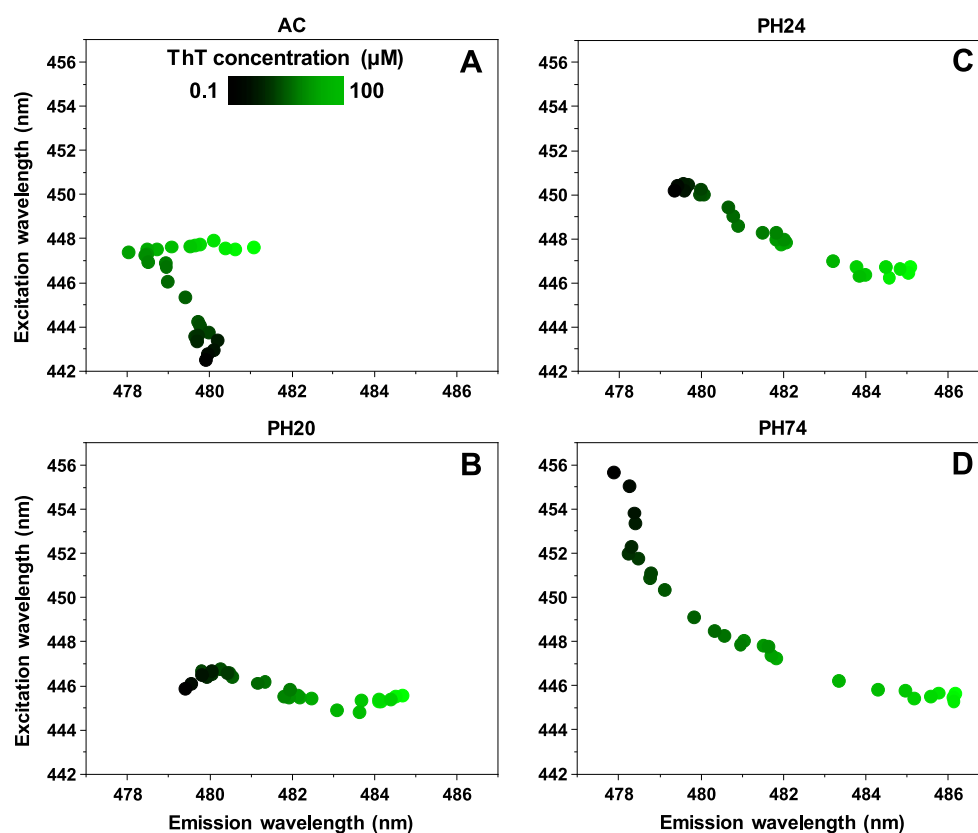 AC
A
ThT concentration (µM)
0.1 100
456
454
452
450
448
446
444
442
478 480 482 484 486
Excitation wavelength (nm)
PH24
C
456
454
452
450
448
446
444
442
478 480 482 484 486
PH20
B
456
454
452
450
448
446
444
442
478 480 482 484 486
Excitation wavelength (nm)
Emission wavelength (nm)
PH74
D
456
454
452
450
448
446
444
442
478 480 482 484 486
Emission wavelength (nm)